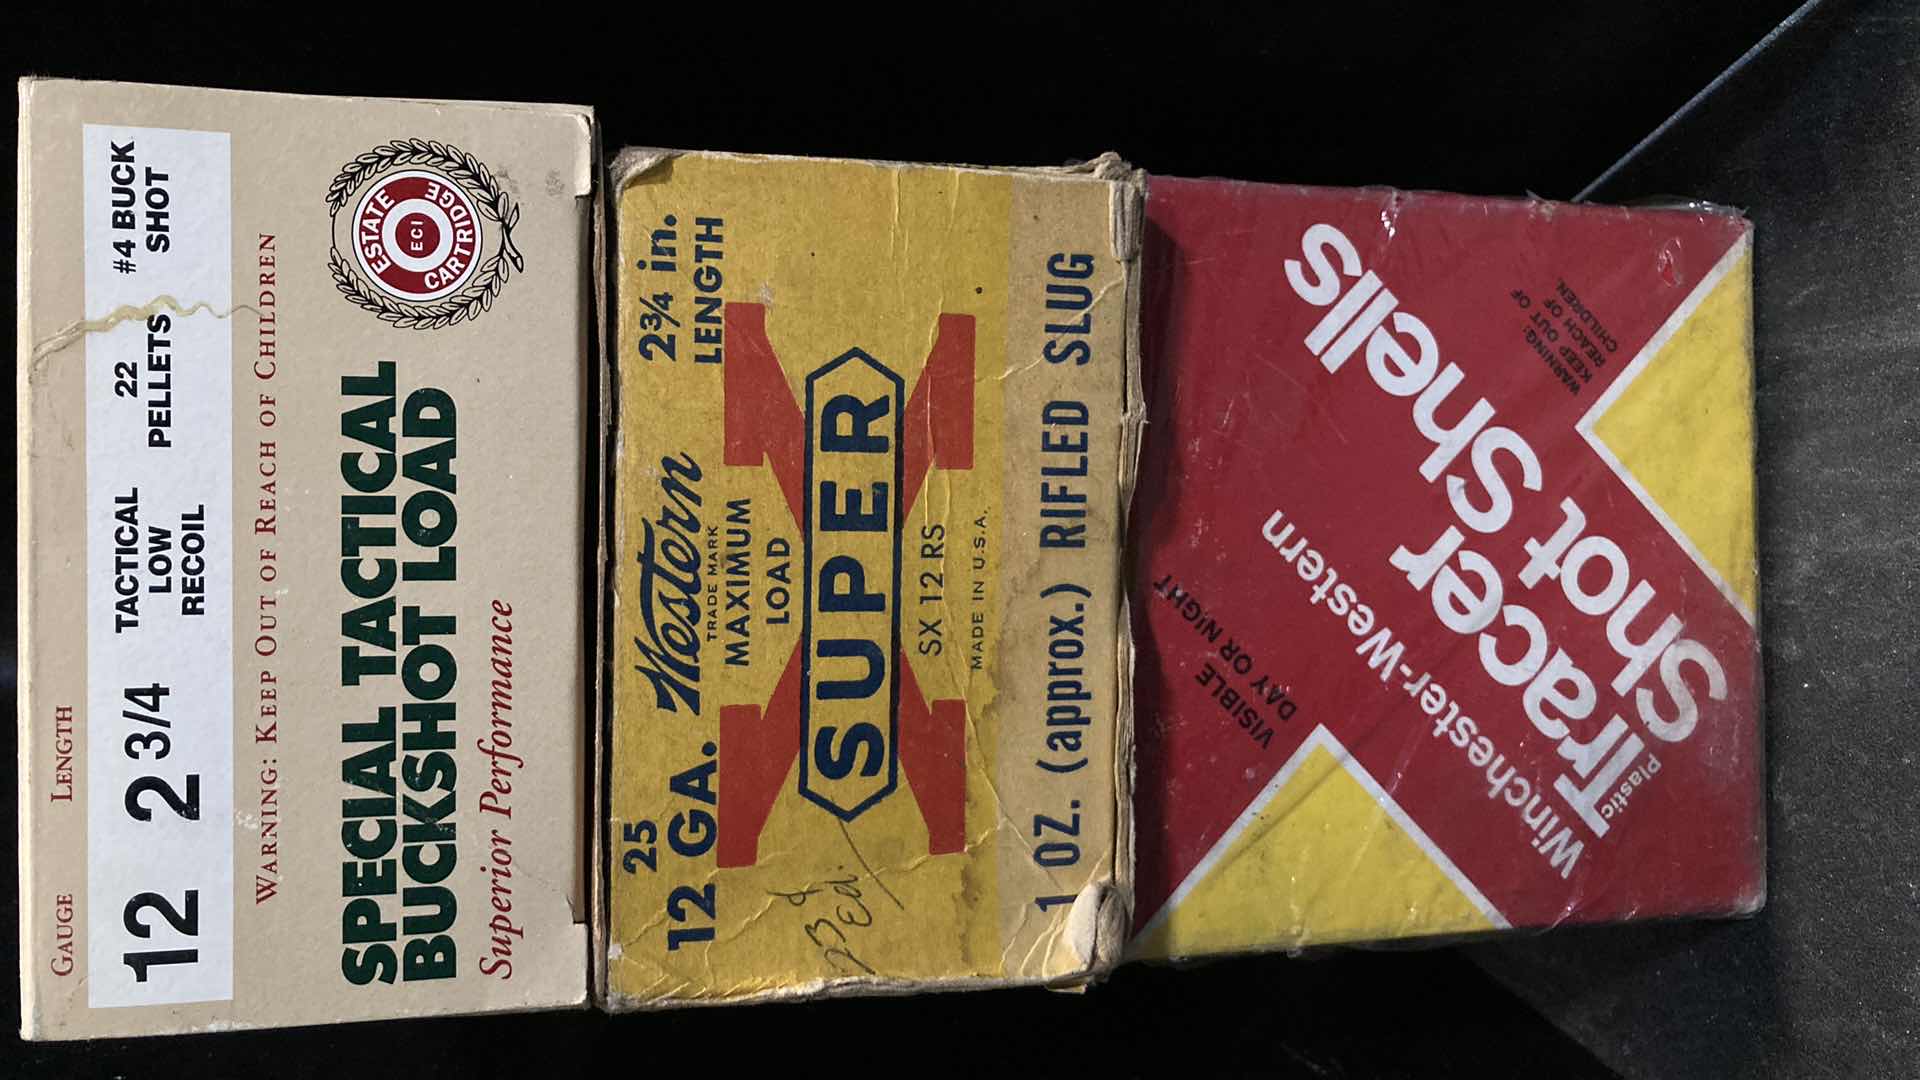 GAUGE LENGTH
12 2 3/4 TACTICAL LOW RECOIL 22 PELLETS #4 BUCK SHOT
WARNING: KEEP OUT OF REACH OF CHILDREN
SPECIAL TACTICAL
BUCKSHOT LOAD
Superior Performance
ESTATE
ECI
CARTRIDGE
25
12 GA.
Western
TRADE MARK
MAXIMUM
LOAD
2 3/4 in.
LENGTH
SUPER
X
SX 12 RS
MADE IN U.S.A.
1 OZ. (approx.) RIFLED SLUG
Ed.
VISIBLE
DAY OR NIGHT
Winchester-Western
Plastic
Tracer
Shot Shells
WARNING:
KEEP OUT OF
REACH OF
CHILDREN.